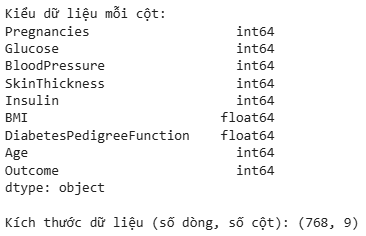 Kiểu dữ liệu mỗi cột:
Pregnancies int64
Glucose int64
BloodPressure int64
SkinThickness int64
Insulin int64
BMI float64
DiabetesPedigreeFunction float64
Age int64
Outcome int64
dtype: object
Kích thước dữ liệu (số dòng, số cột): (768, 9)